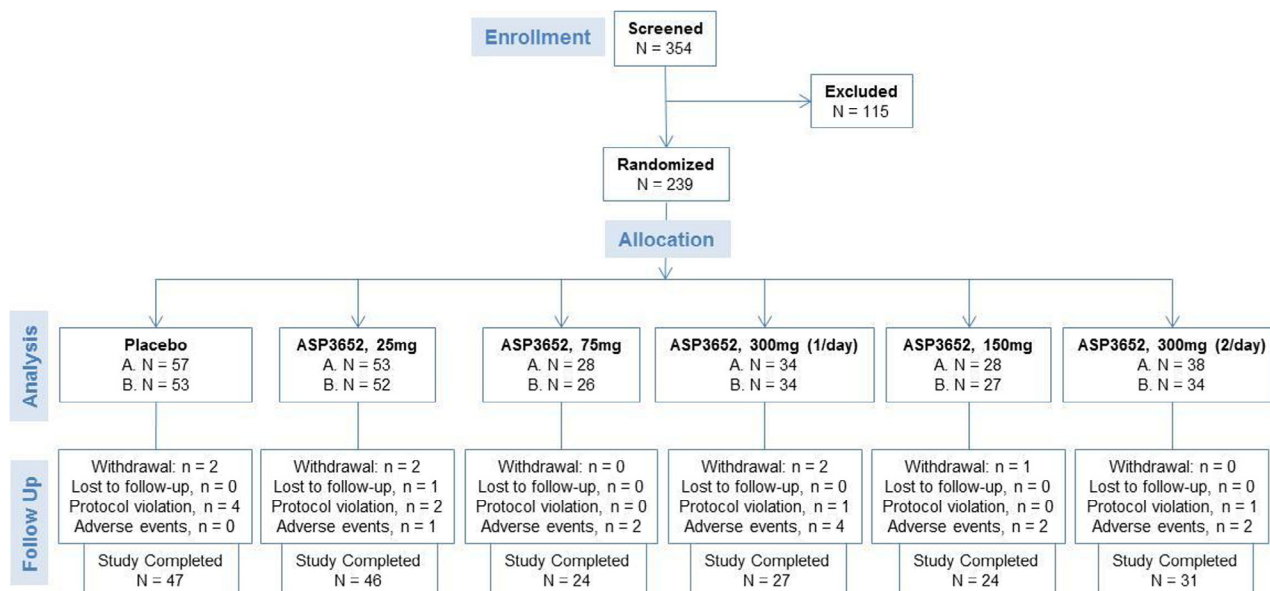 Enrollment
Screened
N = 354
Excluded
N = 115
Randomized
N = 239
Allocation
Analysis
Placebo
A. N = 57
B. N = 53
ASP3652, 25mg
A. N = 53
B. N = 52
ASP3652, 75mg
A. N = 28
B. N = 26
ASP3652, 300mg (1/day)
A. N = 34
B. N = 34
ASP3652, 150mg
A. N = 28
B. N = 27
ASP3652, 300mg (2/day)
A. N = 38
B. N = 34
Follow Up
Withdrawal: n = 2
Lost to follow-up, n = 0
Protocol violation, n = 4
Adverse events, n = 0
Study Completed
N = 47
Withdrawal: n = 2
Lost to follow-up, n = 1
Protocol violation, n = 2
Adverse events, n = 1
Study Completed
N = 46
Withdrawal: n = 0
Lost to follow-up, n = 0
Protocol violation, n = 0
Adverse events, n = 2
Study Completed
N = 24
Withdrawal: n = 2
Lost to follow-up, n = 0
Protocol violation, n = 1
Adverse events, n = 4
Study Completed
N = 27
Withdrawal: n = 1
Lost to follow-up, n = 0
Protocol violation, n = 0
Adverse events, n = 2
Study Completed
N = 24
Withdrawal: n = 0
Lost to follow-up, n = 0
Protocol violation, n = 1
Adverse events, n = 2
Study Completed
N = 31